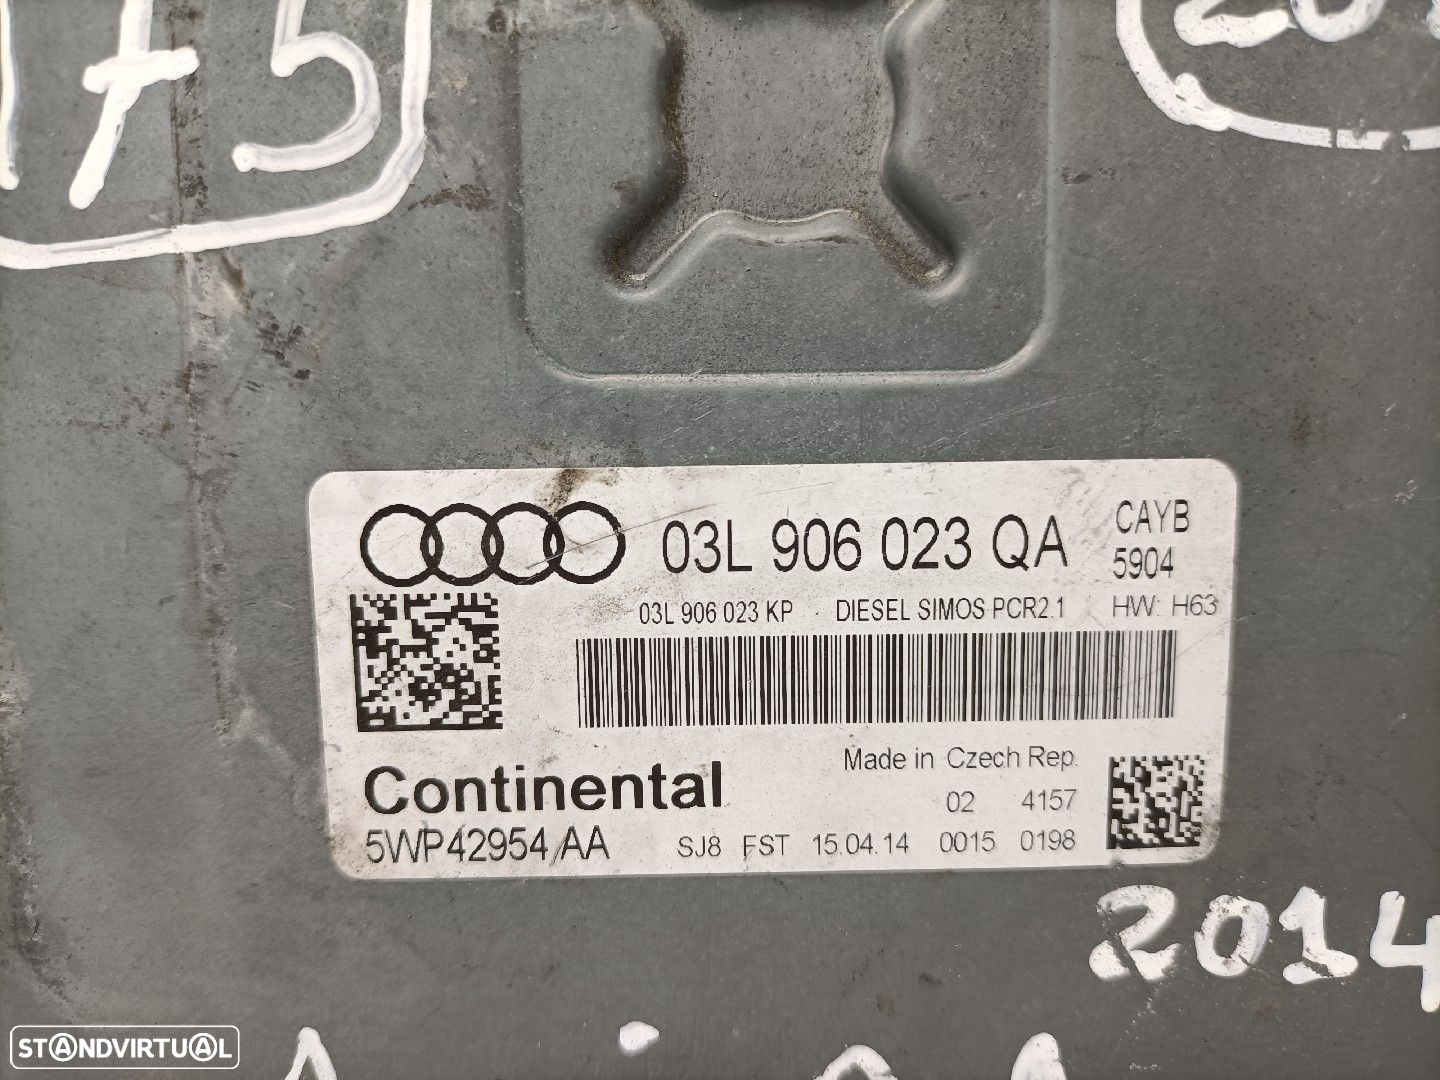 75
03L 906 023 QA
CAYB
5904
03L 906 023 KP DIESEL SIMOS PCR2.1 HW: H63
Made in Czech Rep.
Continental
02 4157
5WP42954 AA SJ8 FST 15.04.14 0015 0198
2014
STANDVIRTUAL